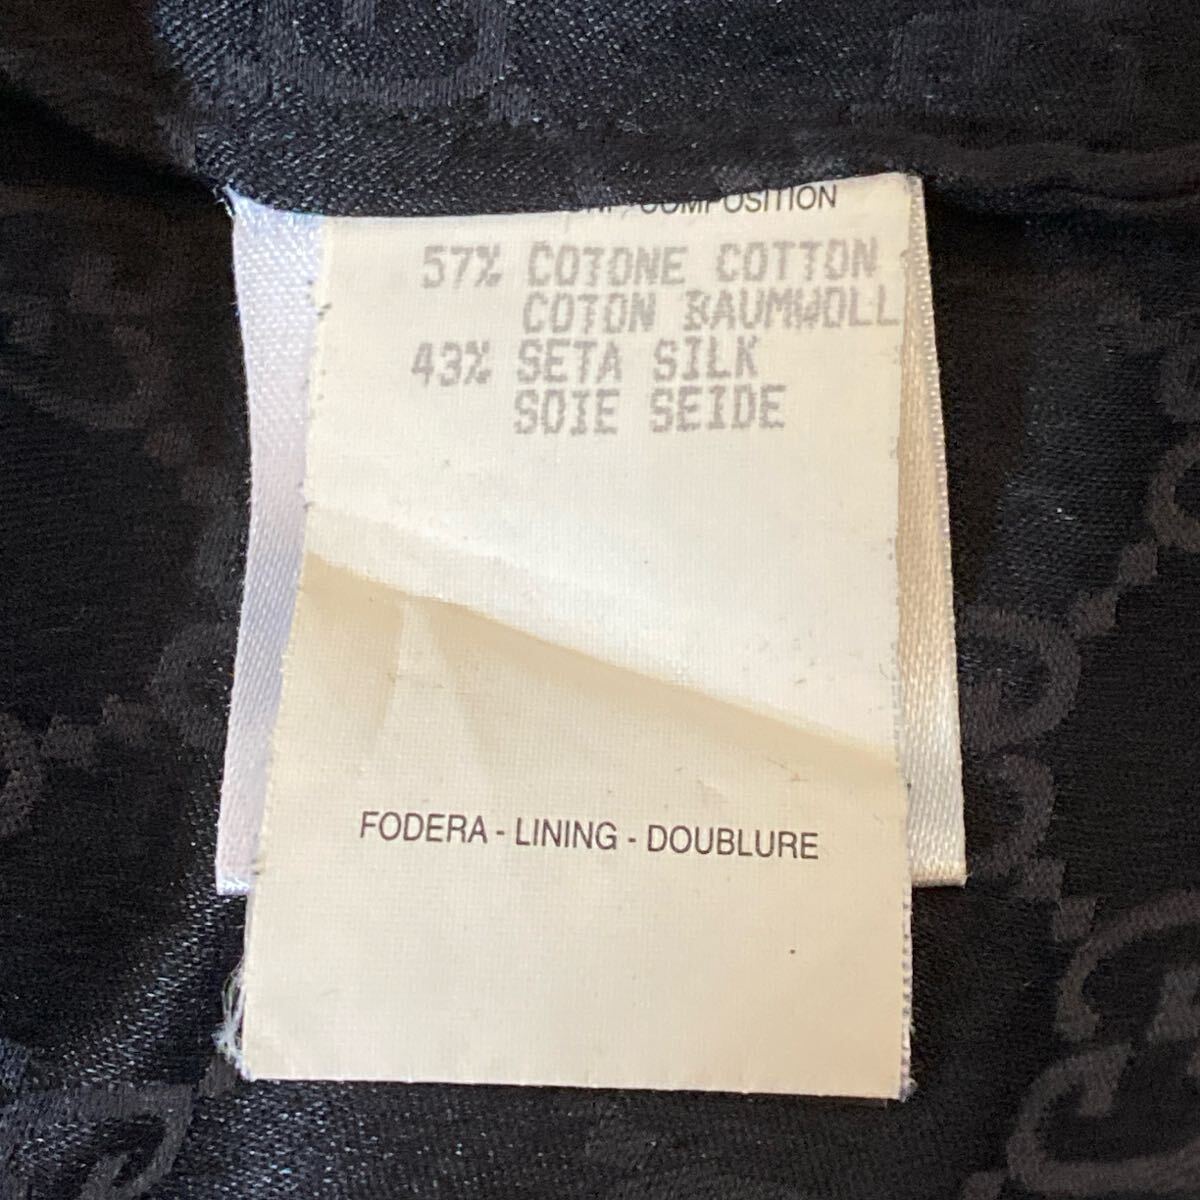 COMPOSITION
57% COTONE COTTON
COTON BAUMWOLL
43% SETA SILK
SOIE SEIDE
FODERA - LINING - DOUBLURE